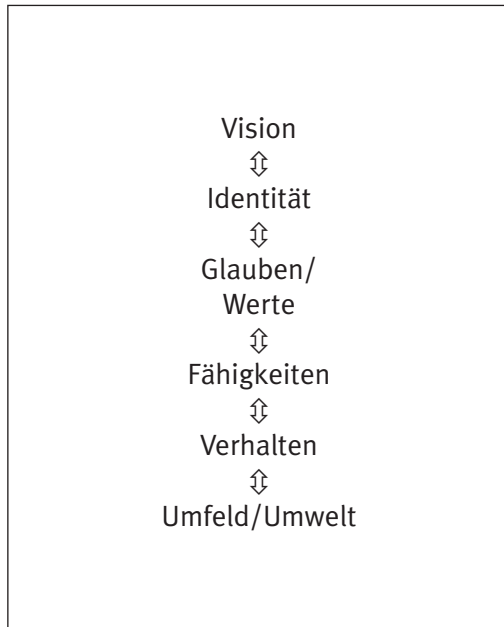 Vision
⇕
Identität
⇕
Glauben/
Werte
⇕
Fähigkeiten
⇕
Verhalten
⇕
Umfeld/Umwelt